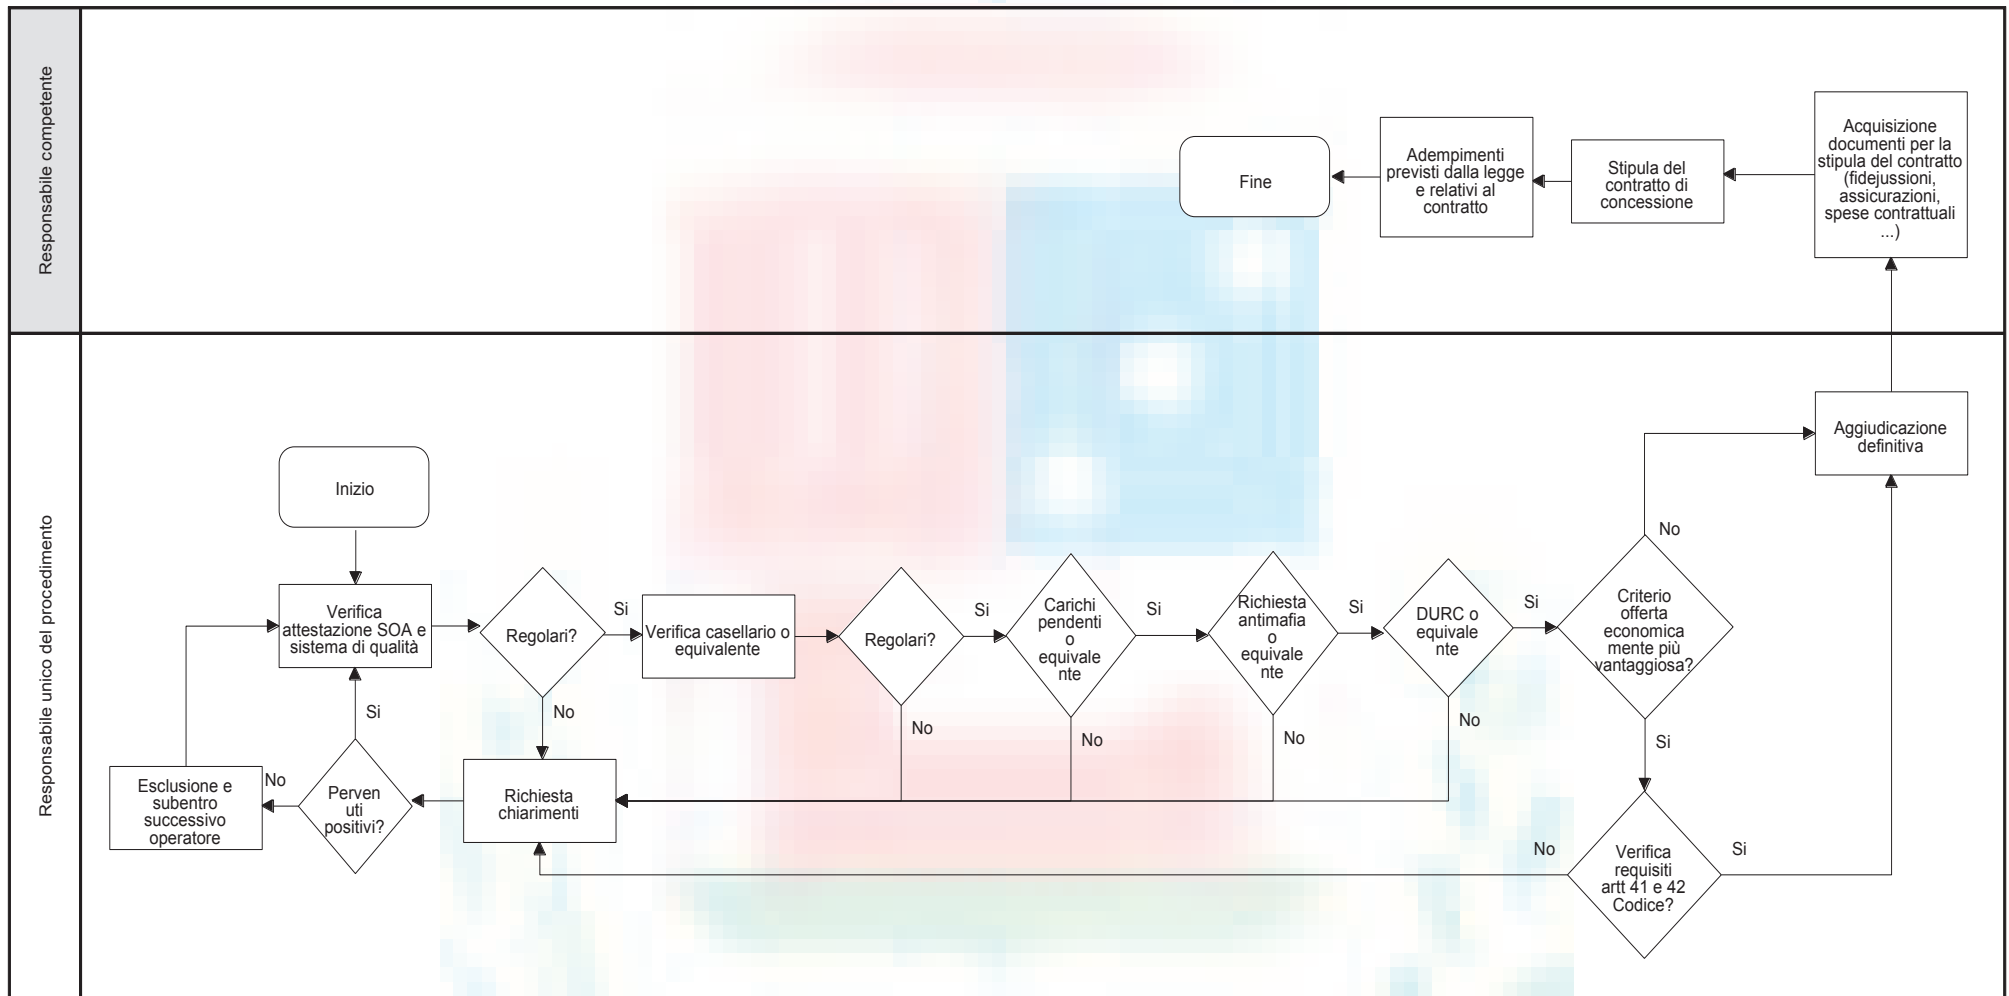 Responsabile competente
Fine
Adempimenti
previsti dalla legge
e relativi al
contratto
Stipula del
contratto di
concessione
Acquisizione
documenti per la
stipula del contratto
(fidejussioni,
assicurazioni,
spese contrattuali
...)
Responsabile unico del procedimento
Inizio
Verifica
attestazione SOA e
sistema di qualità
Regolari?
Si
No
Verifica casellario o
equivalente
Regolari?
Si
No
Carichi
pendenti
o
equivale
nte
Si
No
Richiesta
antimafia
o
equivale
nte
Si
No
DURC o
equivale
nte
Si
No
Criterio
offerta
economica
mente più
vantaggiosa?
No
Si
Aggiudicazione
definitiva
Esclusione e
subentro
successivo
operatore
No
Perven
uti
positivi?
Si
Richiesta
chiarimenti
No
Verifica
requisiti
artt 41 e 42
Codice?
Si